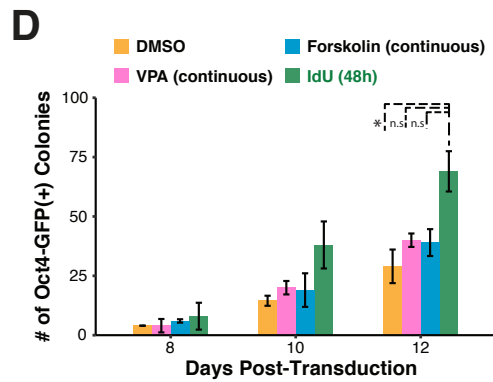 D
DMSO
Forskolin (continuous)
VPA (continuous)
IdU (48h)
# of Oct4-GFP(+) Colonies
100
75
50
25
0
* n.s n.s.
8
10
12
Days Post-Transduction